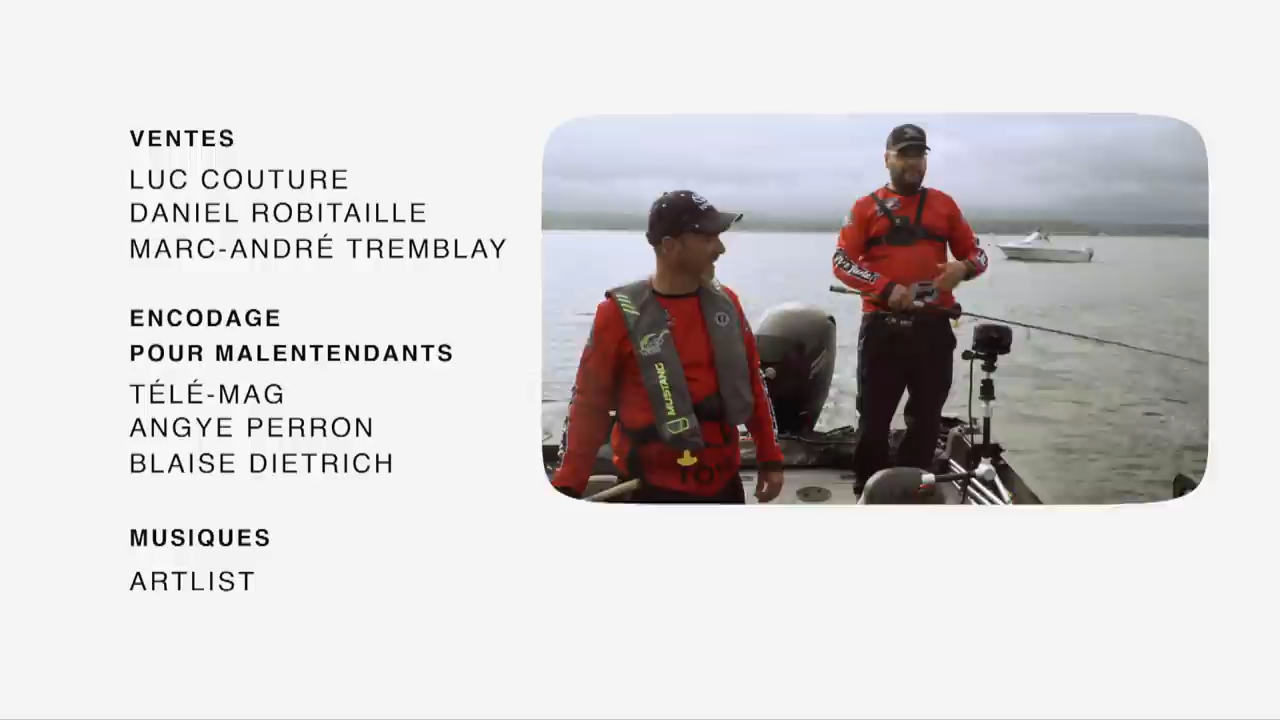 VENTES
LUC COUTURE
DANIEL ROBITAILLE
MARC-ANDRÉ TREMBLAY
ENCODAGE
POUR MALENTENDANTS
TÉLÉ-MAG
ANGYE PERRON
BLAISE DIETRICH
MUSIQUES
ARTLIST
MUSTANG